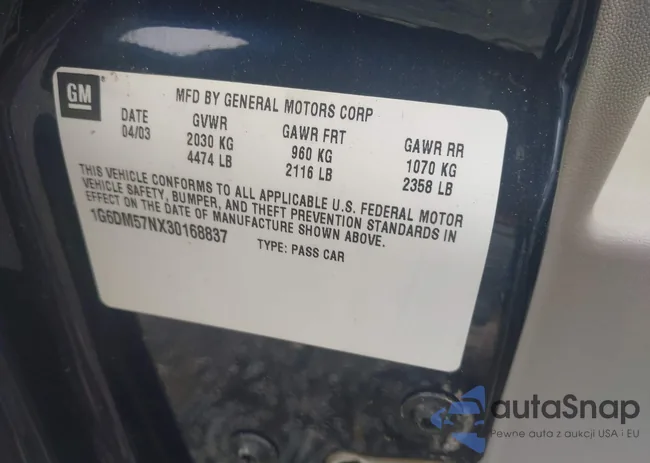 GM
MFD BY GENERAL MOTORS CORP
DATE GVWR GAWR FRT GAWR RR
04/03 2030 KG 960 KG 1070 KG
4474 LB 2116 LB 2358 LB
THIS VEHICLE CONFORMS TO ALL APPLICABLE U.S. FEDERAL MOTOR
VEHICLE SAFETY, BUMPER, AND THEFT PREVENTION STANDARDS IN
EFFECT ON THE DATE OF MANUFACTURE SHOWN ABOVE.
1G6DM57NX30168837 TYPE: PASS CAR
autaSnap
Pewne auta z aukcji USA i EU